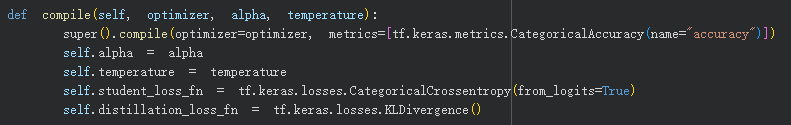 def compile(self, optimizer, alpha, temperature):
super().compile(optimizer=optimizer, metrics=[tf.keras.metrics.CategoricalAccuracy(name="accuracy")])
self.alpha = alpha
self.temperature = temperature
self.student_loss_fn = tf.keras.losses.CategoricalCrossentropy(from_logits=True)
self.distillation_loss_fn = tf.keras.losses.KLDivergence()